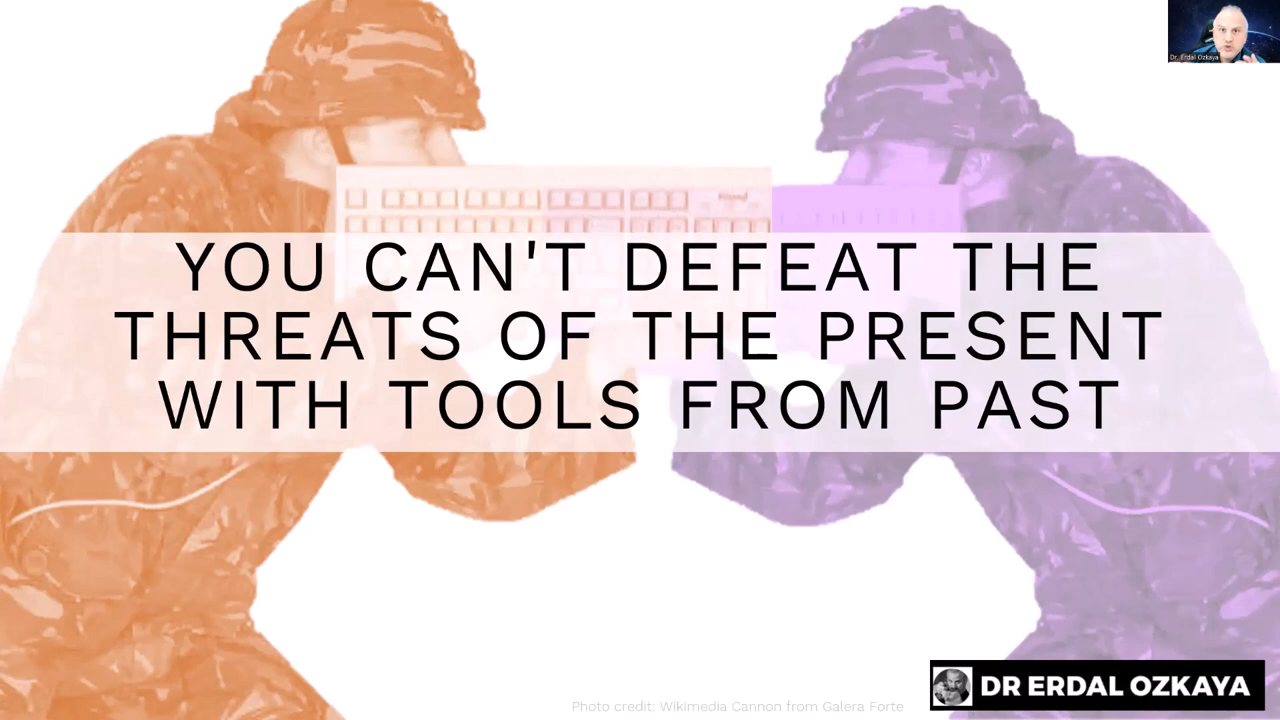 Dr. Erdal Ozkaya
YOU CAN'T DEFEAT THE
THREATS OF THE PRESENT
WITH TOOLS FROM PAST
DR ERDAL OZKAYA
Photo credit: Wikimedia Cannon from Galera Forte